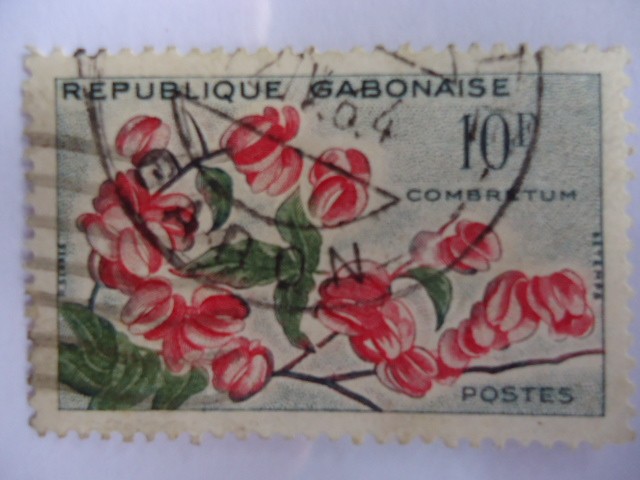 REPUBLIQUE GABONAISE
10F
COMBRETUM
POSTES